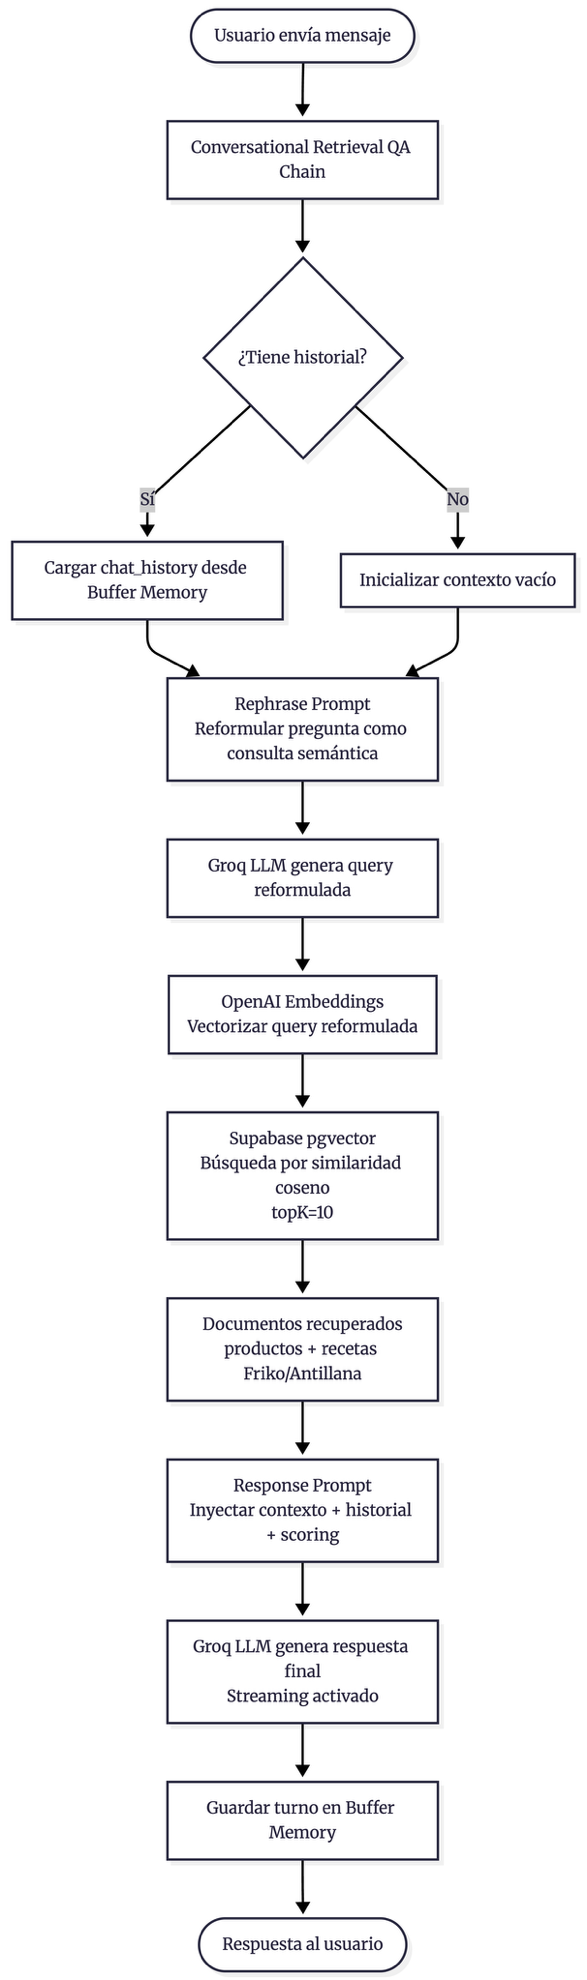 Usuario envía mensaje
Conversational Retrieval QA
Chain
¿Tiene historial?
Sí
No
Cargar chat_history desde
Buffer Memory
Inicializar contexto vacío
Rephrase Prompt
Reformular pregunta como
consulta semántica
Groq LLM genera query
reformulada
OpenAI Embeddings
Vectorizar query reformulada
Supabase pgvector
Búsqueda por similaridad
coseno
topK=10
Documentos recuperados
productos + recetas
Friko/Antillana
Response Prompt
Inyectar contexto + historial
+ scoring
Groq LLM genera respuesta
final
Streaming activado
Guardar turno en Buffer
Memory
Respuesta al usuario